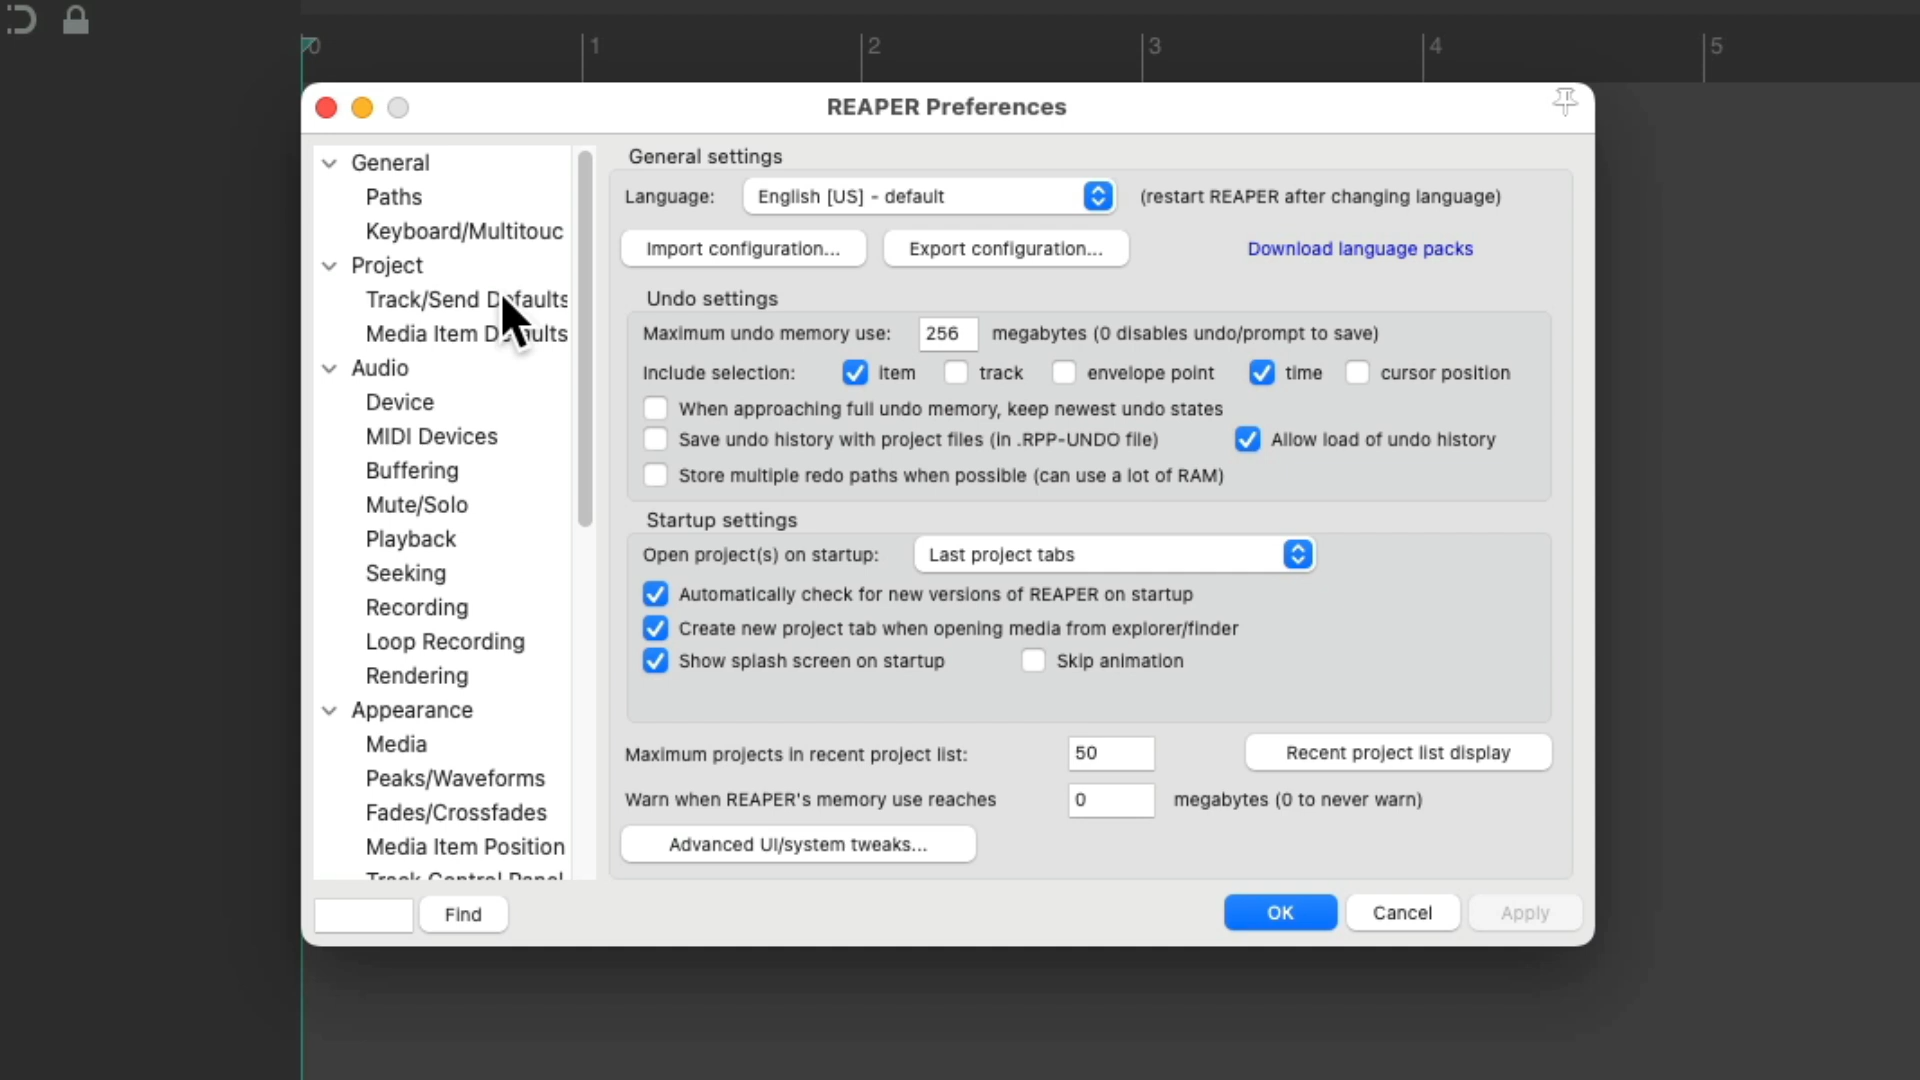 0 1 2 3 4 5
REAPER Preferences
General
Paths
Keyboard/Multitouc
Project
Track/Send Defaults
Media Item Defaults
Audio
Device
MIDI Devices
Buffering
Mute/Solo
Playback
Seeking
Recording
Loop Recording
Rendering
Appearance
Media
Peaks/Waveforms
Fades/Crossfades
Media Item Position
Track Control Panel
Find
General settings
Language: English [US] - default (restart REAPER after changing language)
Import configuration... Export configuration... Download language packs
Undo settings
Maximum undo memory use: 256 megabytes (0 disables undo/prompt to save)
Include selection: item track envelope point time cursor position
When approaching full undo memory, keep newest undo states
Save undo history with project files (in .RPP-UNDO file) Allow load of undo history
Store multiple redo paths when possible (can use a lot of RAM)
Startup settings
Open project(s) on startup: Last project tabs
Automatically check for new versions of REAPER on startup
Create new project tab when opening media from explorer/finder
Show splash screen on startup Skip animation
Maximum projects in recent project list: 50 Recent project list display
Warn when REAPER's memory use reaches 0 megabytes (0 to never warn)
Advanced UI/system tweaks...
OK Cancel Apply